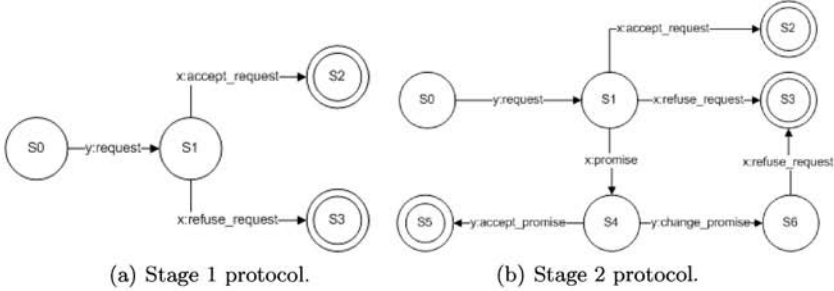 x:accept_request
S2
S0
y:request
S1
x:refuse_request
S3
(a) Stage 1 protocol.
x:accept_request
S2
S0
y:request
S1
x:refuse_request
S3
x:promise
x:refuse_request
S5
y:accept_promise
S4
y:change_promise
S6
(b) Stage 2 protocol.